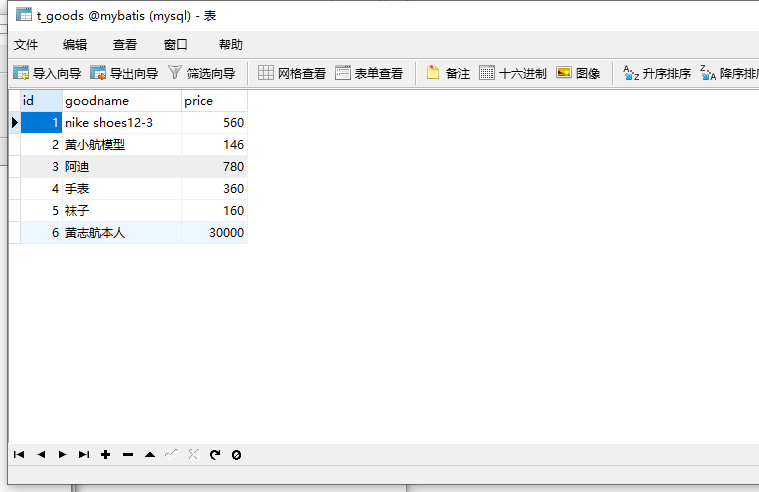 t_goods @mybatis (mysql) - 表
文件 编辑 查看 窗口 帮助
导入向导 导出向导 筛选向导 网格查看 表单查看 备注 十六进制 图像 升序排序 降序排
id goodname price
1 nike shoes12-3 560
2 黄小航模型 146
3 阿迪 780
4 手表 360
5 袜子 160
6 黄志航本人 30000